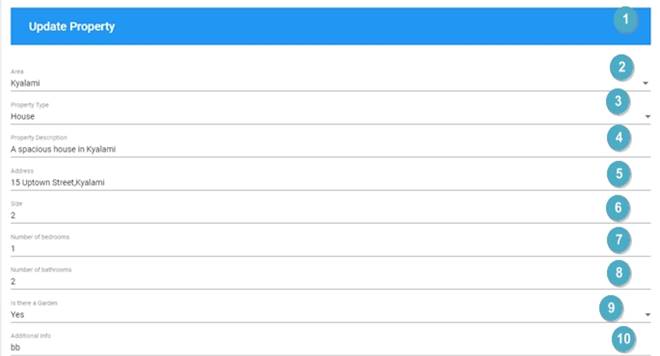 Update Property 1
Area 2
Kyalami
Property Type 3
House
Property Description 4
A spacious house in Kyalami
Address 5
15 Uptown Street,Kyalami
Size 6
2
Number of bedrooms 7
1
Number of bathrooms 8
2
Is there a Garden 9
Yes
Additional Info 10
bb